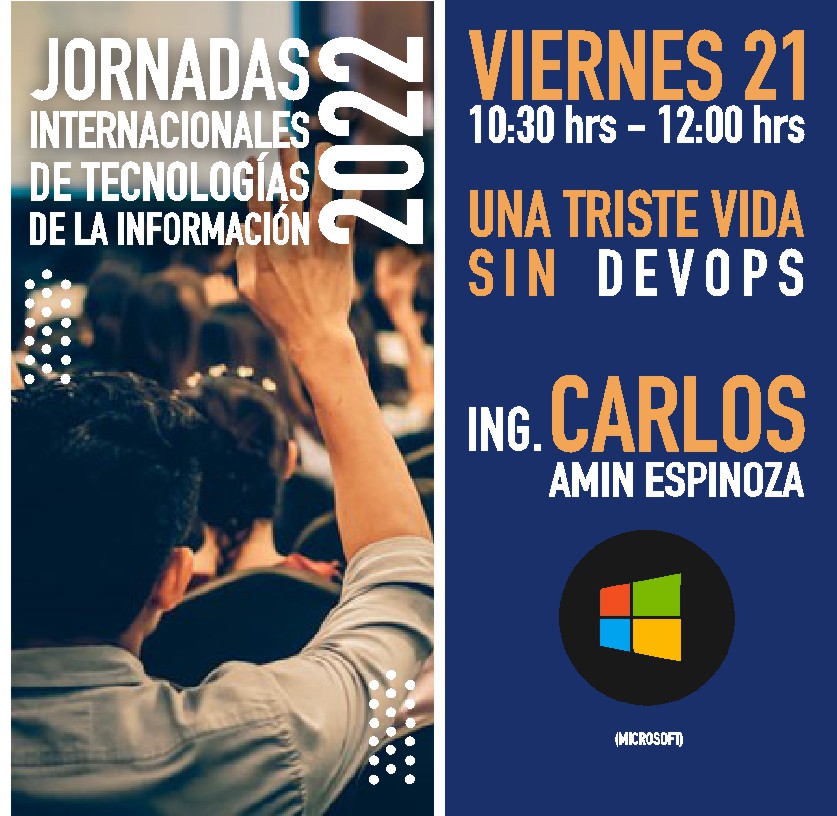 JORNADAS
INTERNACIONALES
DE TECNOLOGÍAS
DE LA INFORMACIÓN
2022
VIERNES 21
10:30 hrs – 12:00 hrs
UNA TRISTE VIDA
SIN DEVOPS
ING. CARLOS
AMIN ESPINOZA
(MICROSOFT)